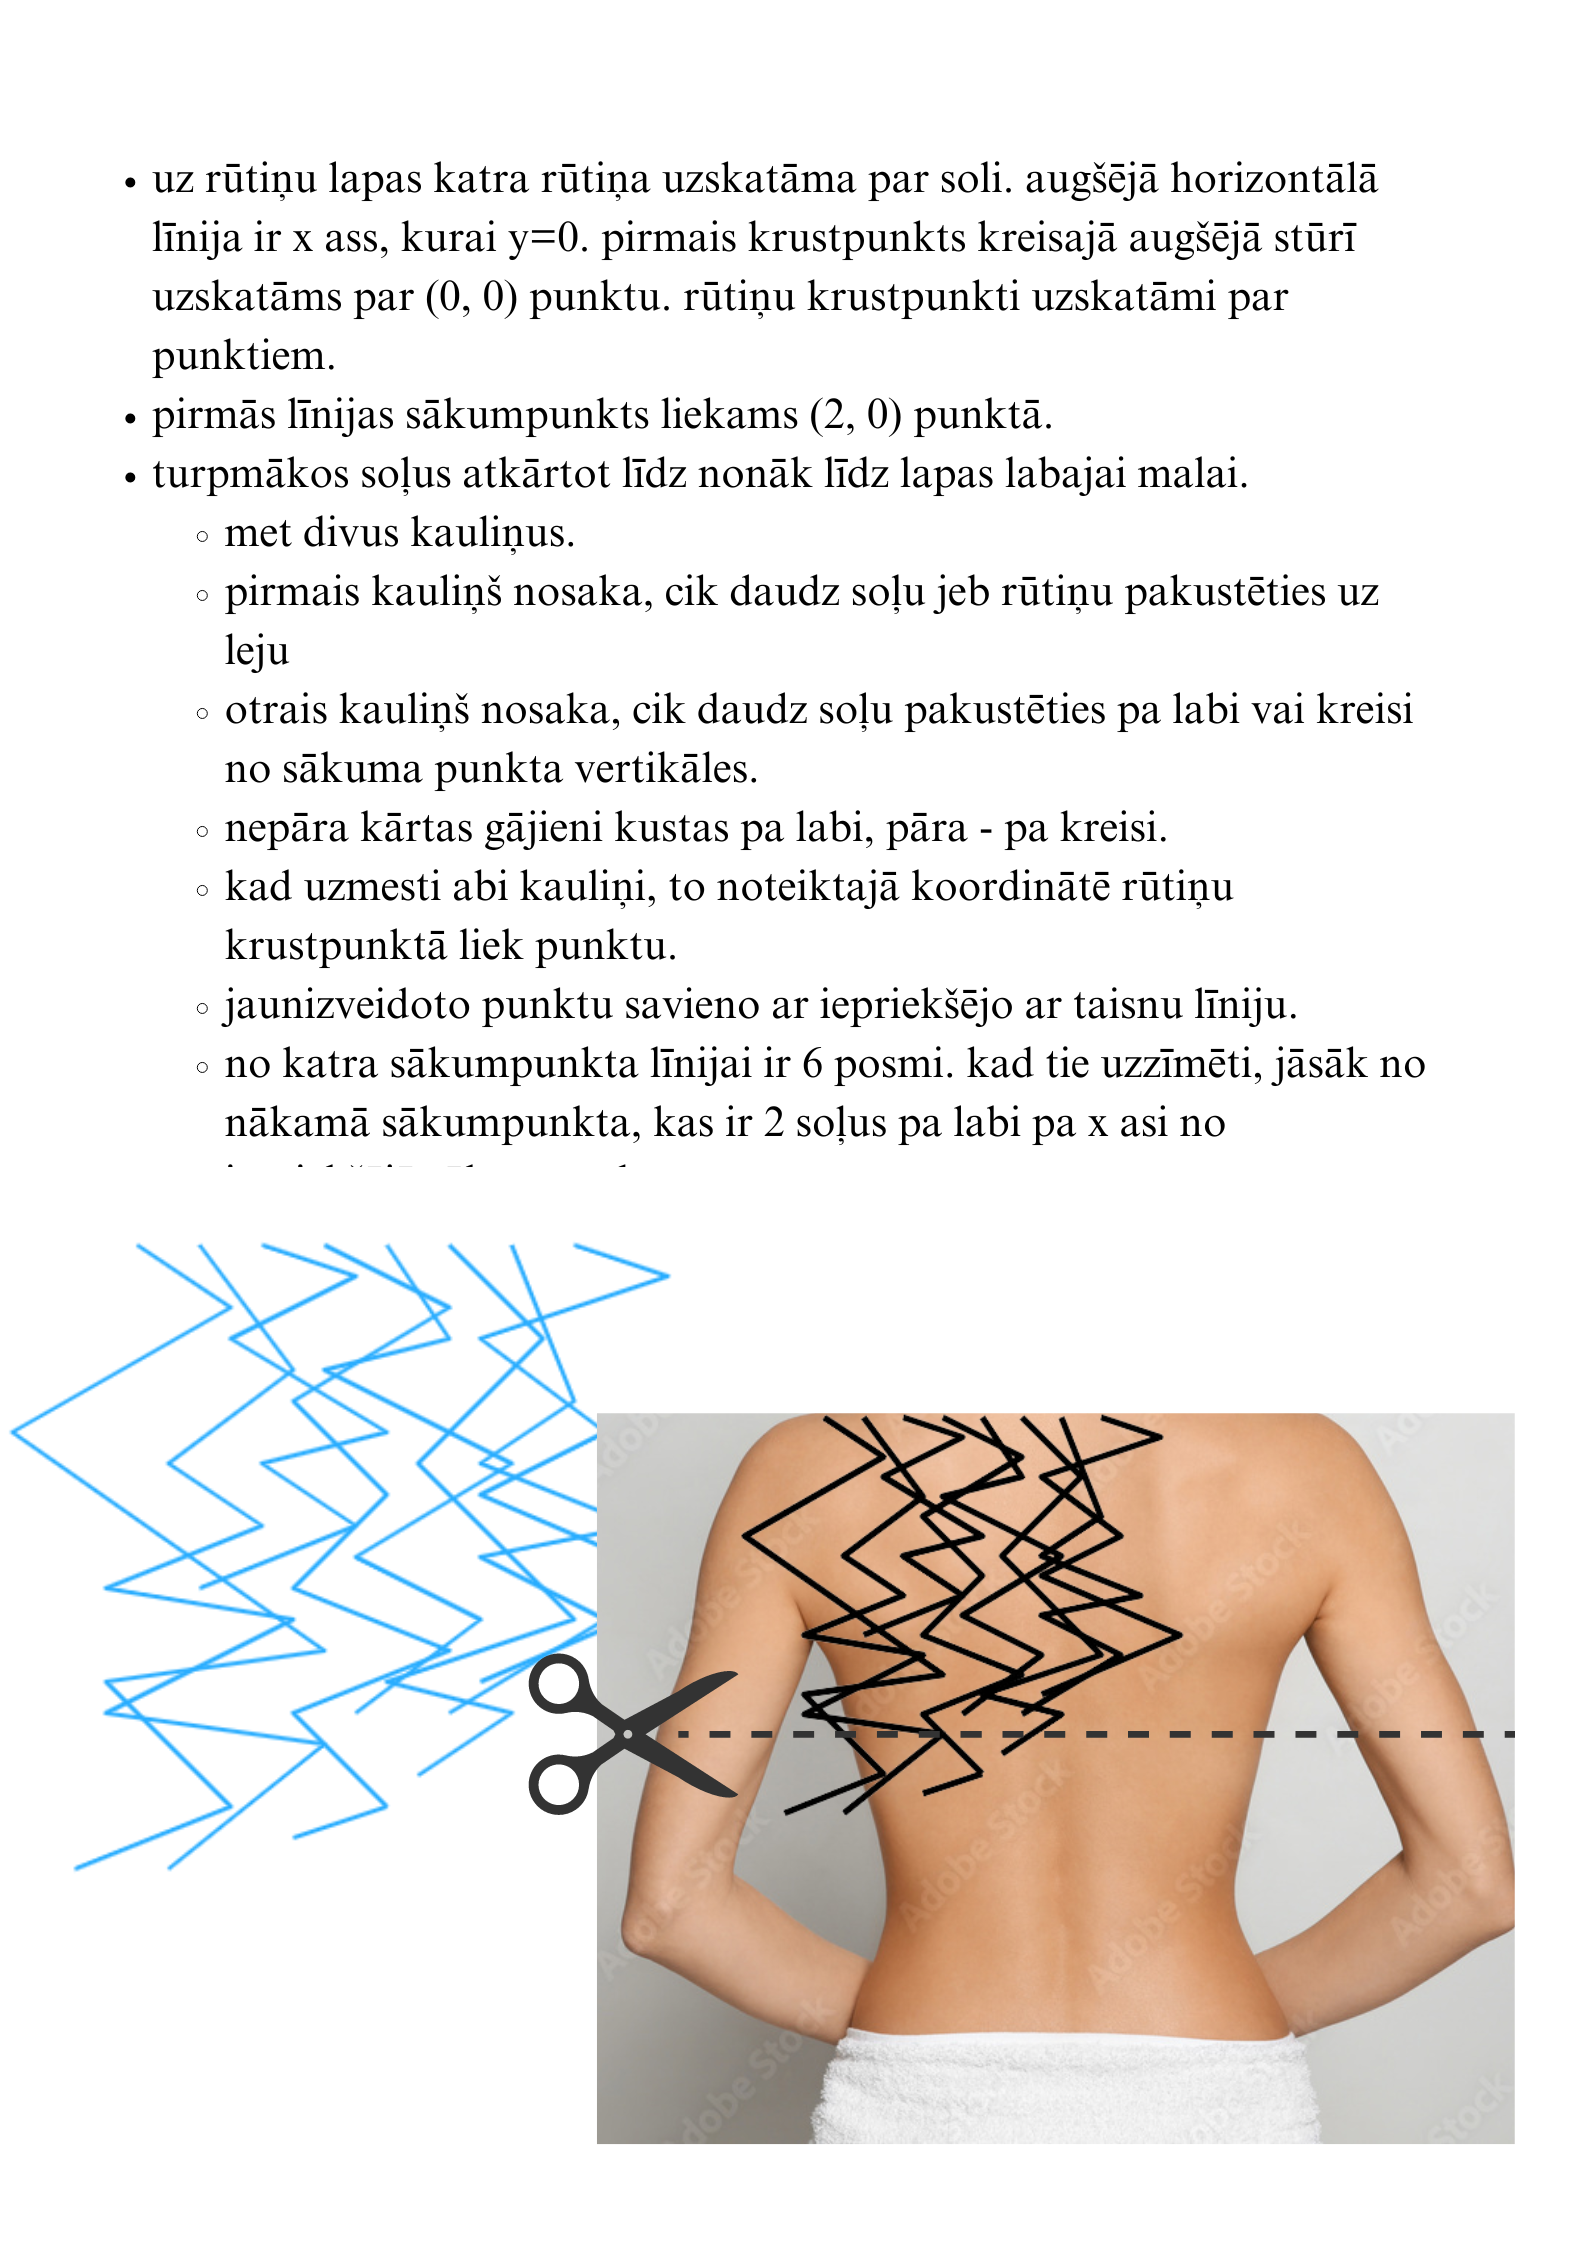 uz rūtiņu lapas katra rūtiņa uzskatāma par soli. augšējā horizontālā
līnija ir x ass, kurai y=0. pirmais krustpunkts kreisajā augšējā stūrī
uzskatāms par (0, 0) punktu. rūtiņu krustpunkti uzskatāmi par
punktiem.
pirmās līnijas sākumpunkts liekams (2, 0) punktā.
turpmākos soļus atkārtot līdz nonāk līdz lapas labajai malai.
met divus kauliņus.
pirmais kauliņš nosaka, cik daudz soļu jeb rūtiņu pakustēties uz
leju
otrais kauliņš nosaka, cik daudz soļu pakustēties pa labi vai kreisi
no sākuma punkta vertikāles.
nepāra kārtas gājieni kustas pa labi, pāra - pa kreisi.
kad uzmesti abi kauliņi, to noteiktajā koordinātē rūtiņu
krustpunktā liek punktu.
jaunizveidoto punktu savieno ar iepriekšējo ar taisnu līniju.
no katra sākumpunkta līnijai ir 6 posmi. kad tie uzzīmēti, jāsāk no
nākamā sākumpunkta, kas ir 2 soļus pa labi pa x asi no
Adobe Stock
Adobe Stock
Adobe Stock
Adobe Stock
Adobe Stock
Adobe Stock
Adobe Stock